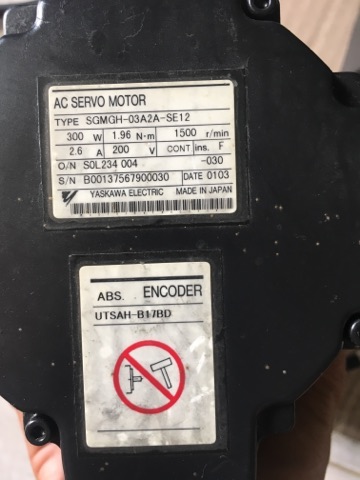 AC SERVO MOTOR
TYPE SGMGH-03A2A-SE12
300 W 1.96 N·m 1500 r/min
2.6 A 200 V CONT. ins. F
O/N S0L234 004 -030
S/N B00137567900030 DATE 0103
YASKAWA ELECTRIC MADE IN JAPAN
ABS. ENCODER
UTSAH-B17BD